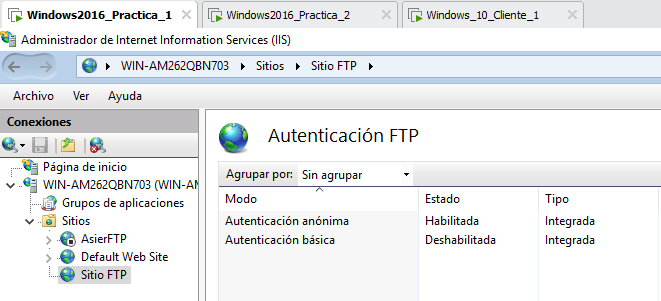 Windows2016_Practica_1 Windows2016_Practica_2 Windows_10_Cliente_1
Administrador de Internet Information Services (IIS)
WIN-AM262QBN703 Sitios Sitio FTP
Archivo Ver Ayuda
Conexiones
Página de inicio
WIN-AM262QBN703 (WIN-AM
Grupos de aplicaciones
Sitios
AsierFTP
Default Web Site
Sitio FTP
Autenticación FTP
Agrupar por: Sin agrupar
Modo Estado Tipo
Autenticación anónima Habilitada Integrada
Autenticación básica Deshabilitada Integrada